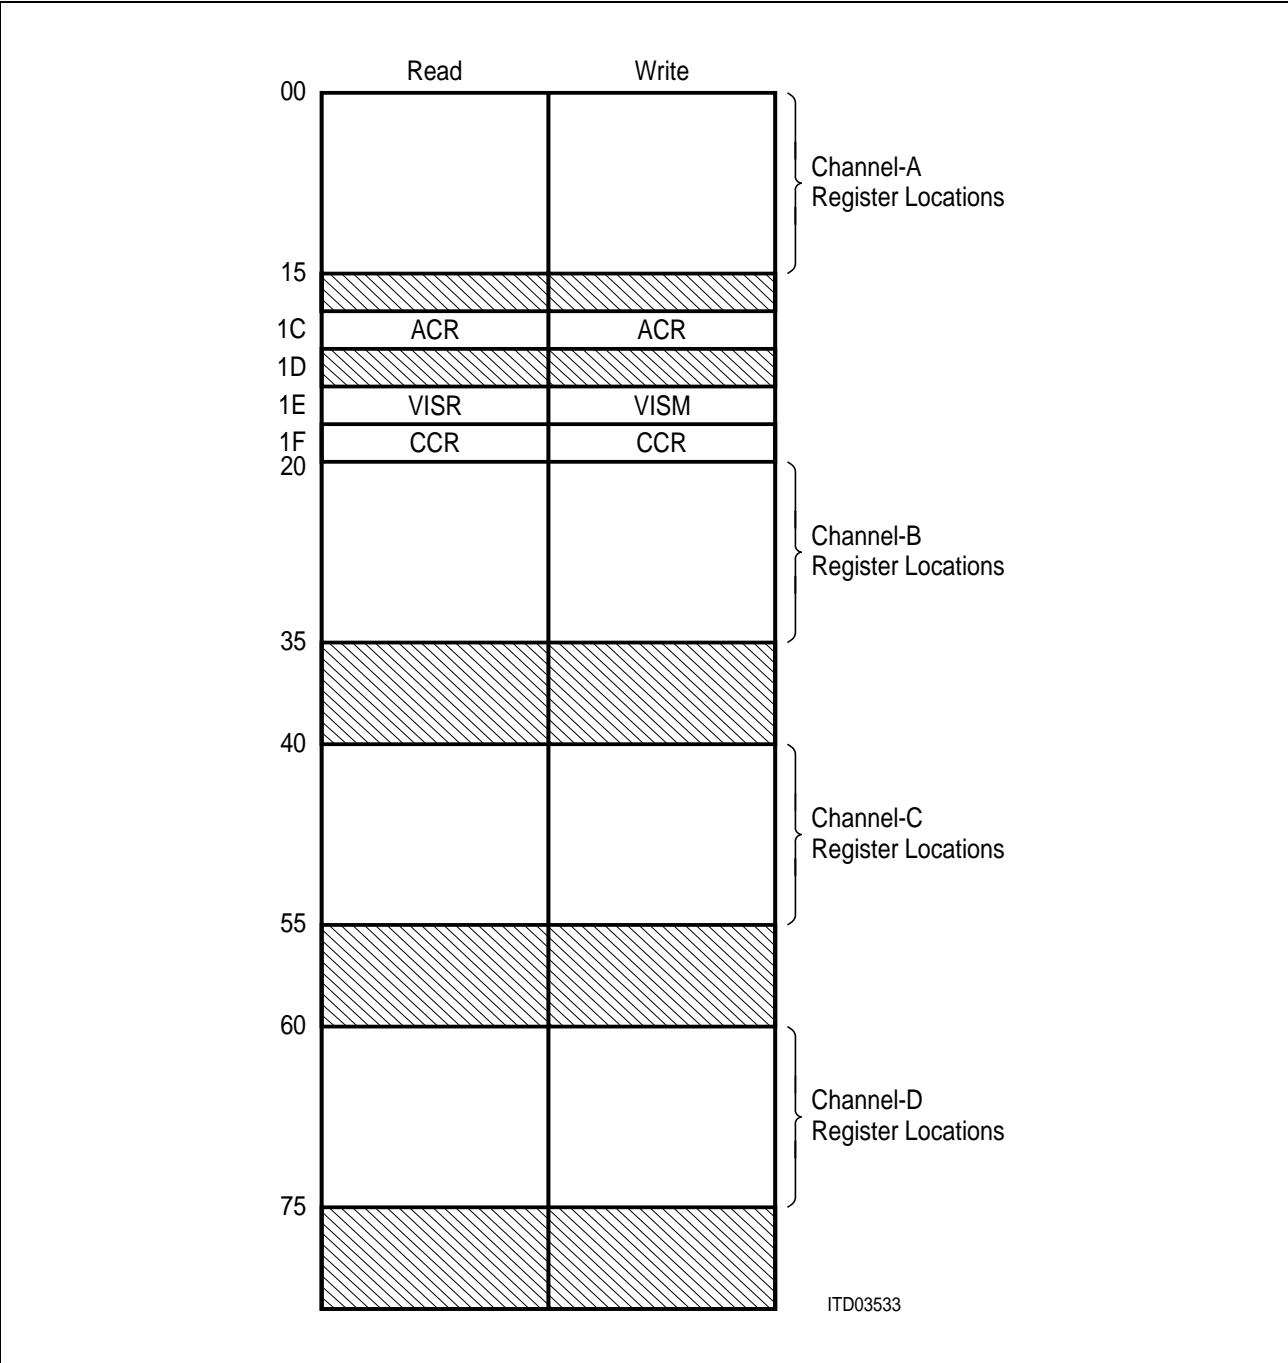 Read Write
00
Channel-A
Register Locations
15
1C ACR ACR
1D
1E VISR VISM
1F CCR CCR
20
Channel-B
Register Locations
35
40
Channel-C
Register Locations
55
60
Channel-D
Register Locations
75
ITD03533